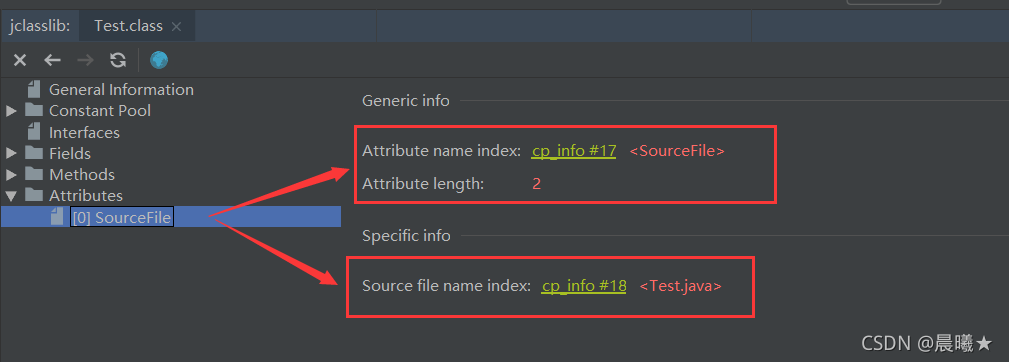 jclasslib: Test.class
General Information
Constant Pool
Interfaces
Fields
Methods
Attributes
[0] SourceFile
Generic info
Attribute name index: cp_info #17 <SourceFile>
Attribute length: 2
Specific info
Source file name index: cp_info #18 <Test.java>
CSDN @晨曦★